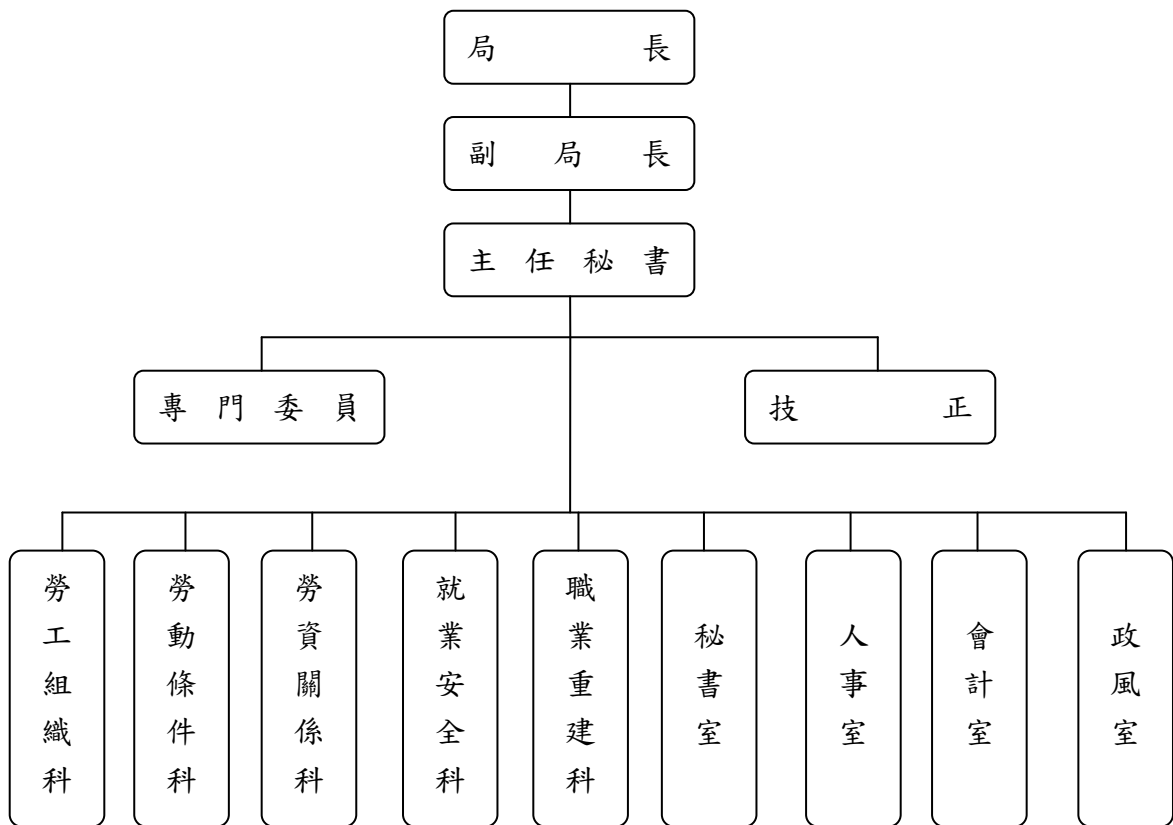 局長
副局長
主任秘書
專門委員
技正
勞工組織科
勞動條件科
勞資關係科
就業安全科
職業重建科
秘書室
人事室
會計室
政風室